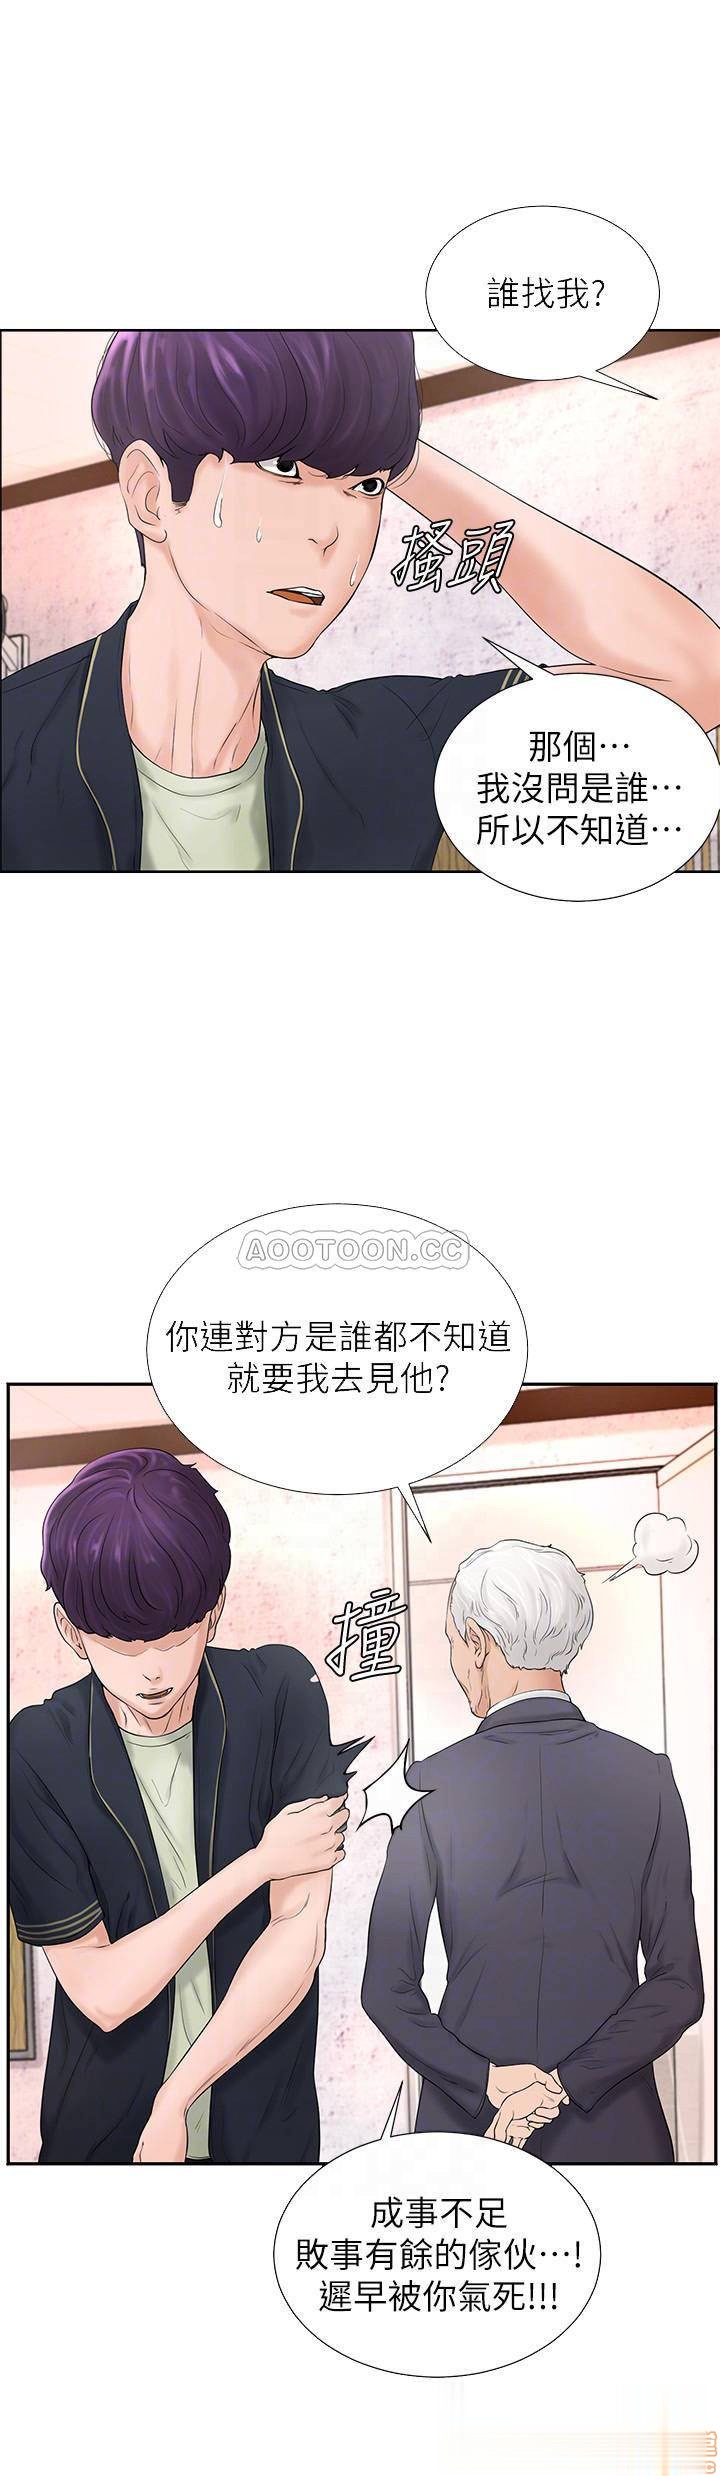 誰找我?
搔頭
那個⋯
我沒問是誰⋯
所以不知道⋯
AOOTOON.CC
你連對方是誰都不知道
就要我去見他?
撞
成事不足
敗事有餘的傢伙⋯!
遲早被你氣死!!!